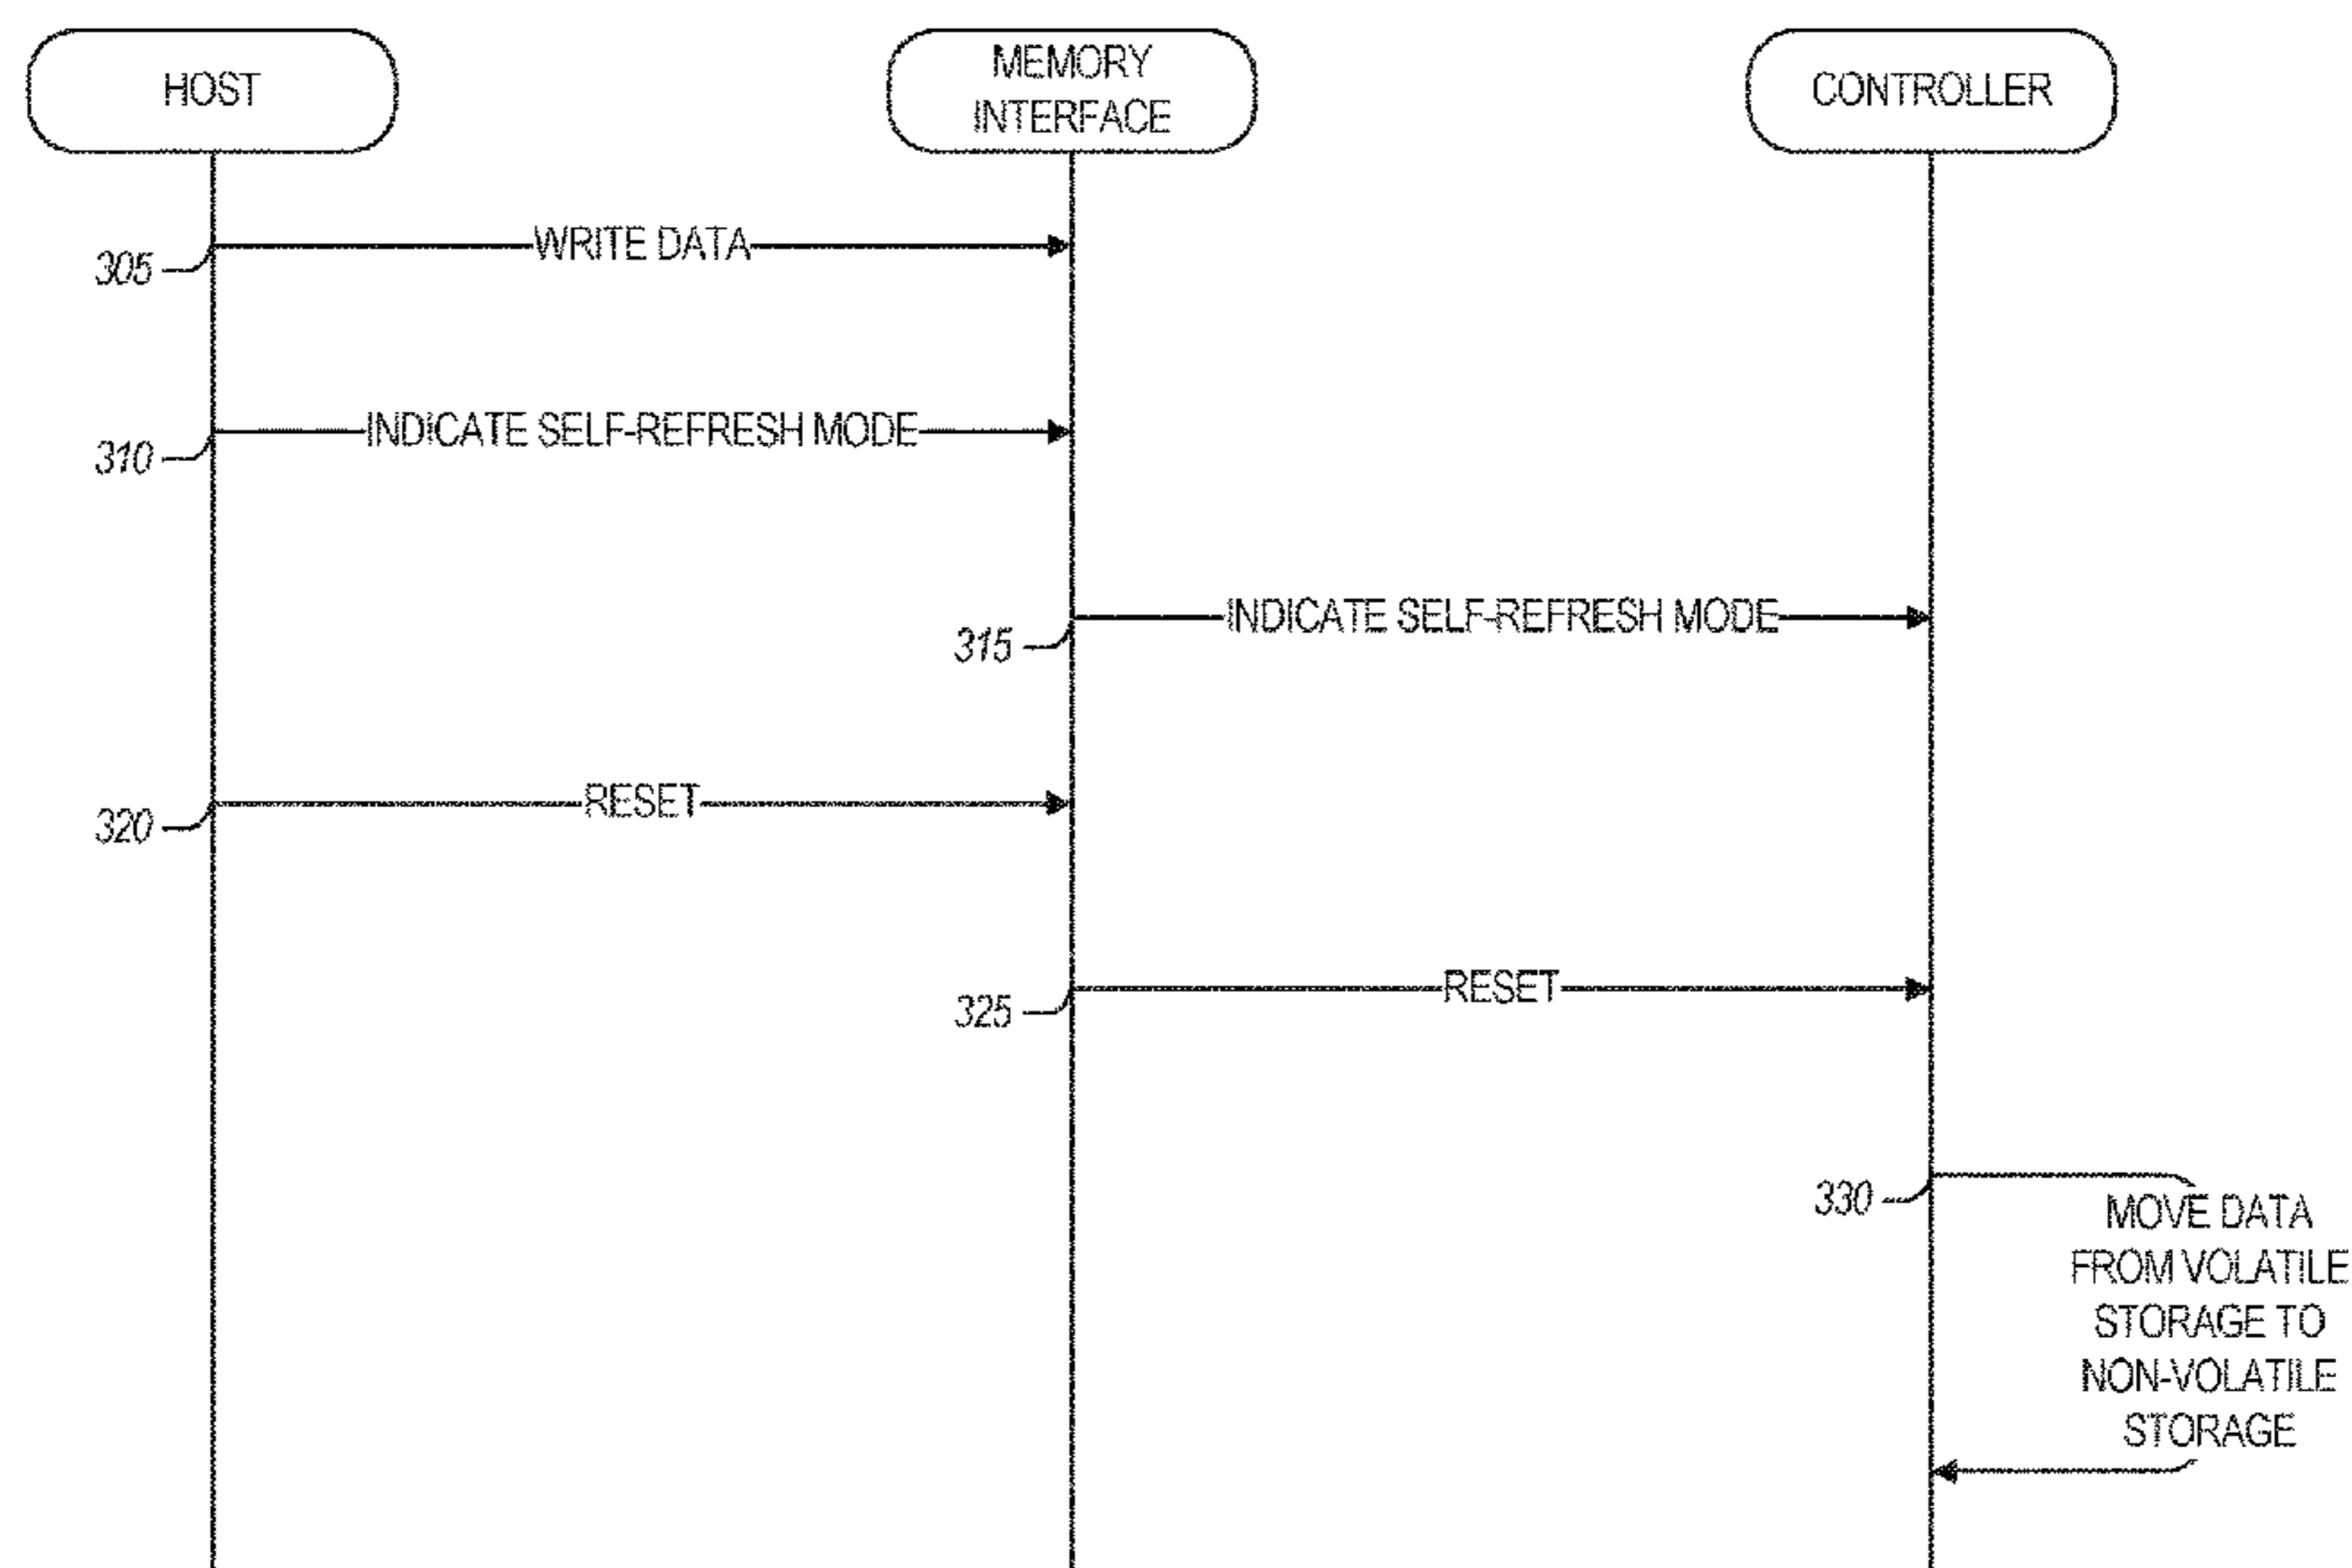 HOST
MEMORY
INTERFACE
CONTROLLER
WRITE DATA
305
INDICATE SELF-REFRESH MODE
310
INDICATE SELF-REFRESH MODE
315
RESET
320
RESET
325
330
MOVE DATA
FROM VOLATILE
STORAGE TO
NON-VOLATILE
STORAGE